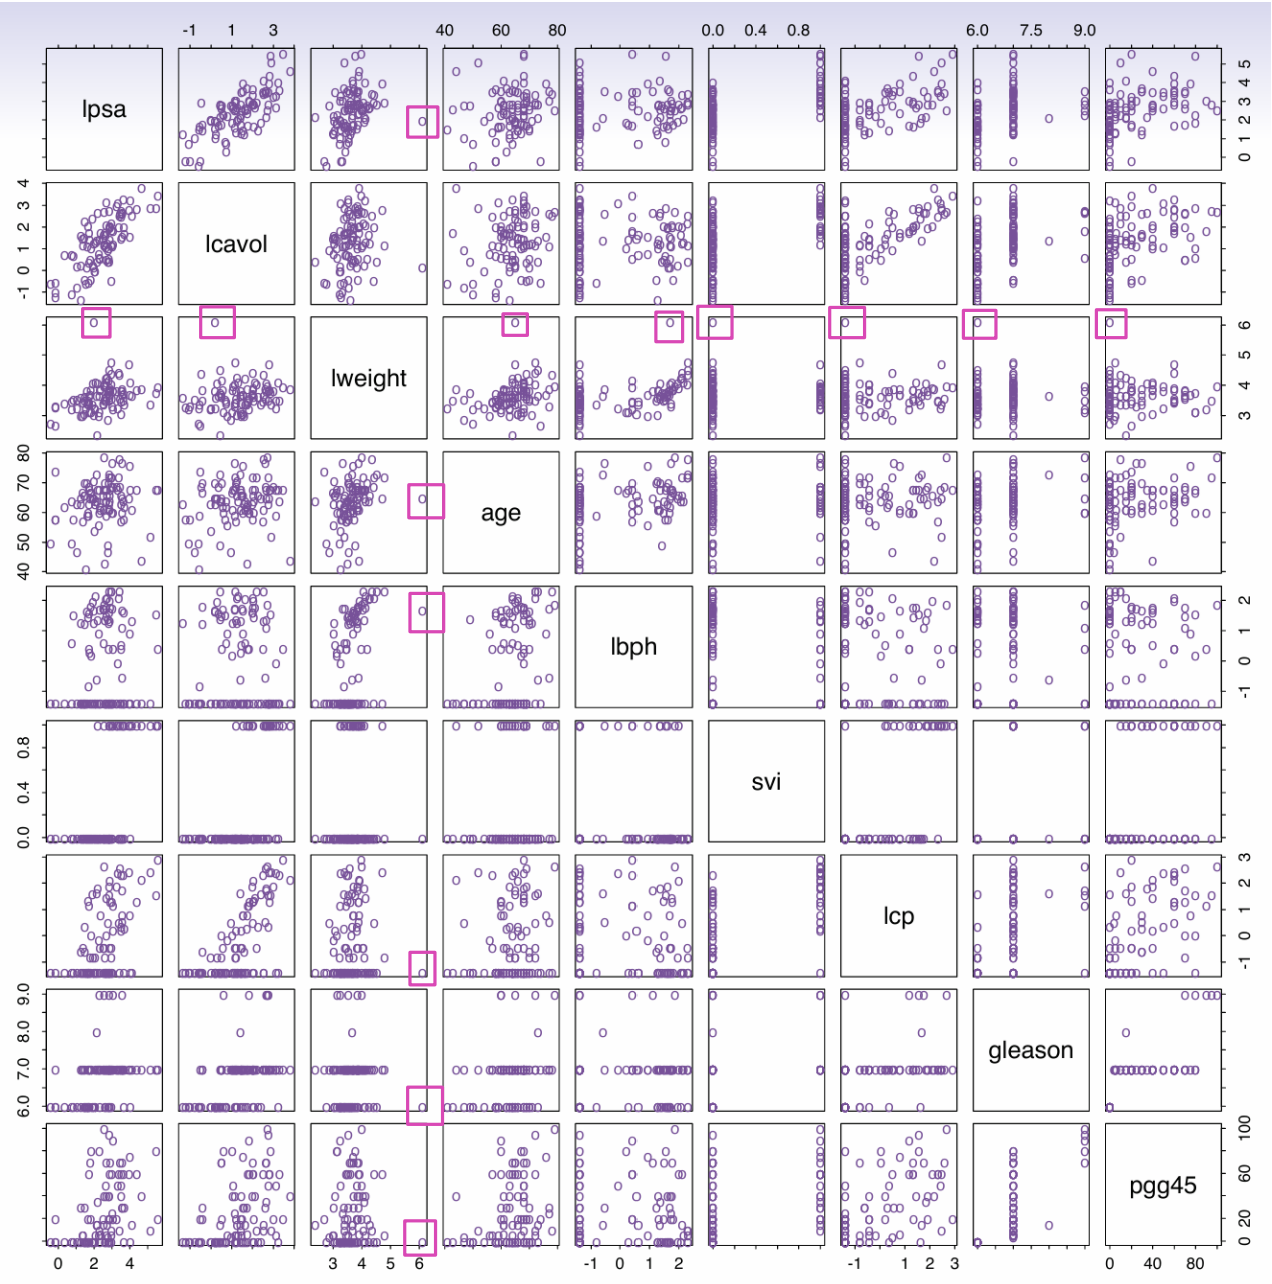 -1 1 3 40 60 80 0.0 0.4 0.8 6.0 7.5 9.0
lpsa 0 1 2 3 4 5
-1 0 1 2 3 4 lcavol
lweight 3 4 5 6
40 50 60 70 80 age
lbph -1 0 1 2
0.0 0.4 0.8 svi
lcp -1 0 1 2 3
6.0 7.0 8.0 9.0 gleason
pgg45 0 20 60 100
0 2 4 3 4 5 6 -1 0 1 2 -1 1 2 3 0 40 80